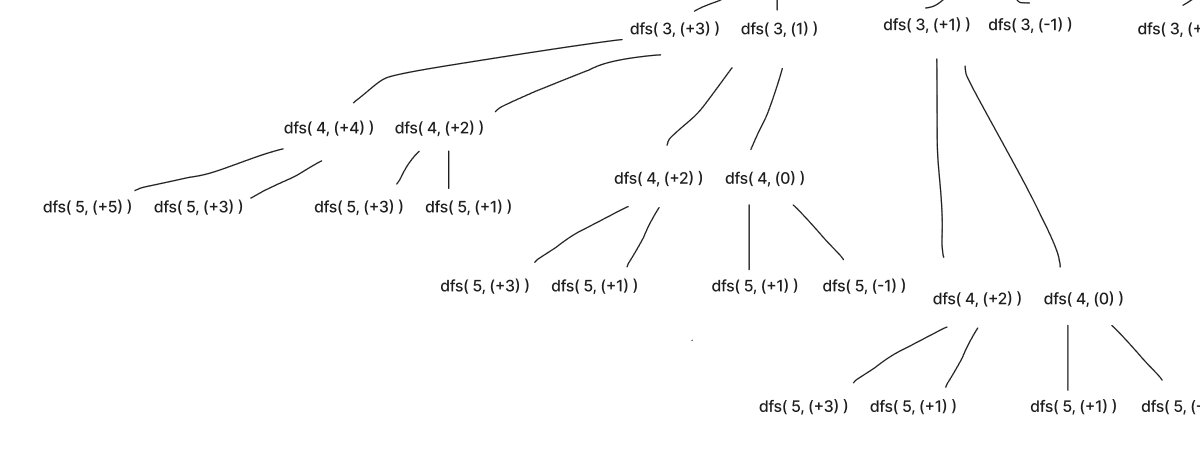 dfs( 3, (+3) ) dfs( 3, (1) ) dfs( 3, (+1) ) dfs( 3, (-1) ) dfs( 3, (+
dfs( 4, (+4) ) dfs( 4, (+2) )
dfs( 4, (+2) ) dfs( 4, (0) )
dfs( 5, (+5) ) dfs( 5, (+3) ) dfs( 5, (+3) ) dfs( 5, (+1) )
dfs( 5, (+3) ) dfs( 5, (+1) ) dfs( 5, (+1) ) dfs( 5, (-1) )
dfs( 4, (+2) ) dfs( 4, (0) )
dfs( 5, (+3) ) dfs( 5, (+1) ) dfs( 5, (+1) ) dfs( 5, (-